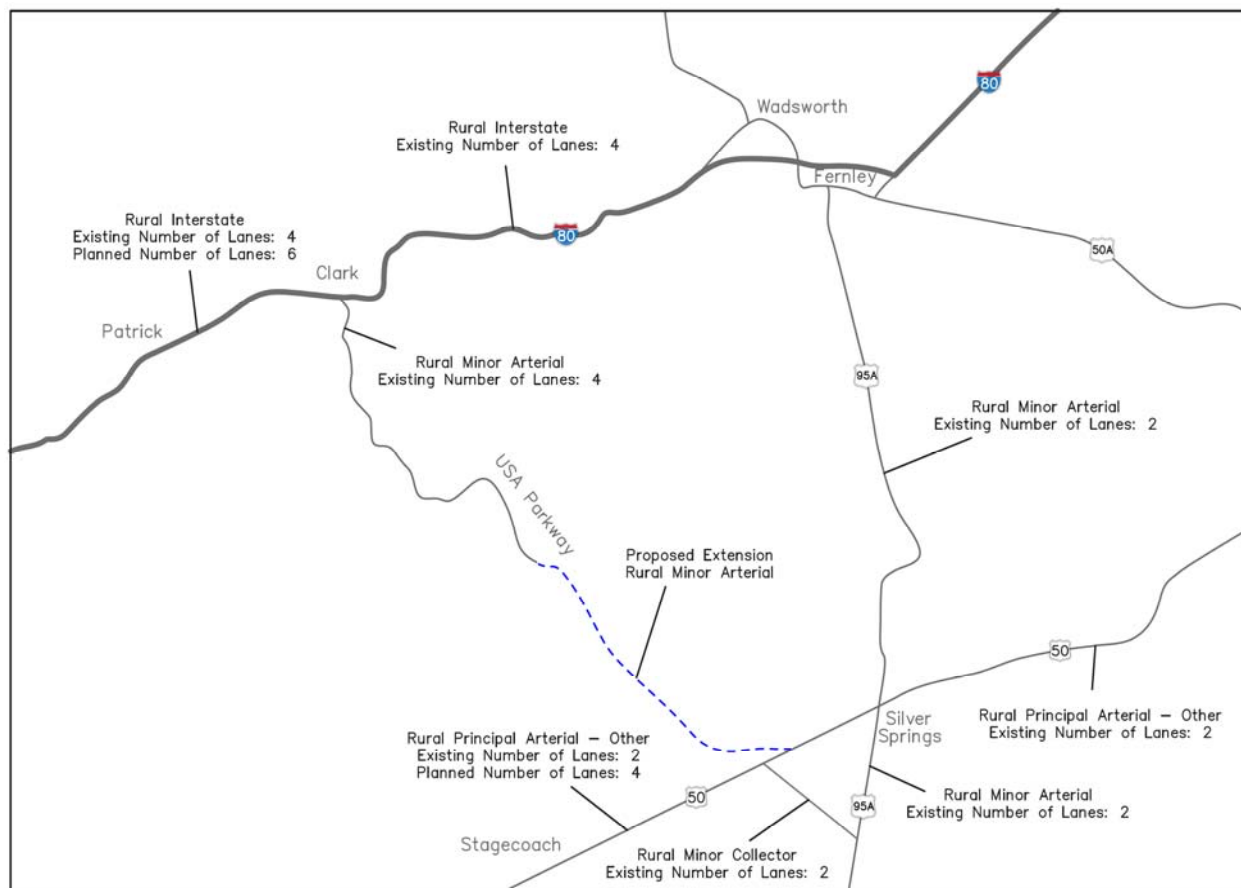 80
Wadsworth
Rural Interstate
Existing Number of Lanes: 4
Fernley
Rural Interstate
Existing Number of Lanes: 4
Planned Number of Lanes: 6
80
50A
Clark
Patrick
Rural Minor Arterial
Existing Number of Lanes: 4
95A
Rural Minor Arterial
Existing Number of Lanes: 2
USA Parkway
Proposed Extension
Rural Minor Arterial
50
Silver
Springs
Rural Principal Arterial – Other
Existing Number of Lanes: 2
Rural Principal Arterial – Other
Existing Number of Lanes: 2
Planned Number of Lanes: 4
50
95A
Rural Minor Arterial
Existing Number of Lanes: 2
Stagecoach
Rural Minor Collector
Existing Number of Lanes: 2